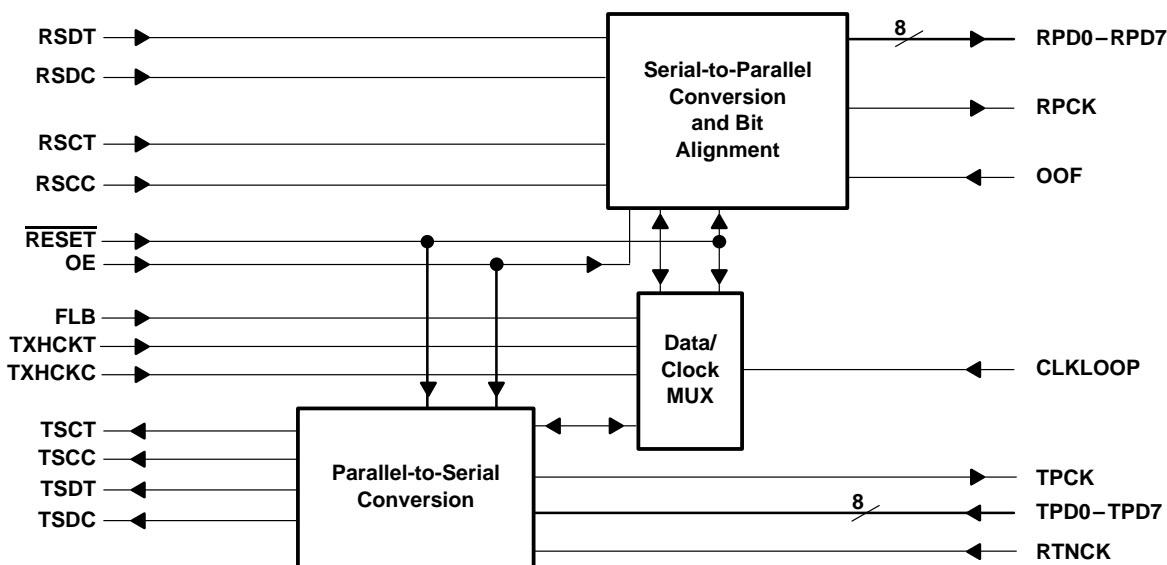 RSDT
RSDC
RSCT
RSCC
RESET
OE
FLB
TXHCKT
TXHCKC
TSCT
TSCC
TSDT
TSDC
Serial-to-Parallel
Conversion
and Bit
Alignment
Data/
Clock
MUX
Parallel-to-Serial
Conversion
8
RPD0–RPD7
RPCK
OOF
CLKLOOP
TPCK
8
TPD0–TPD7
RTNCK